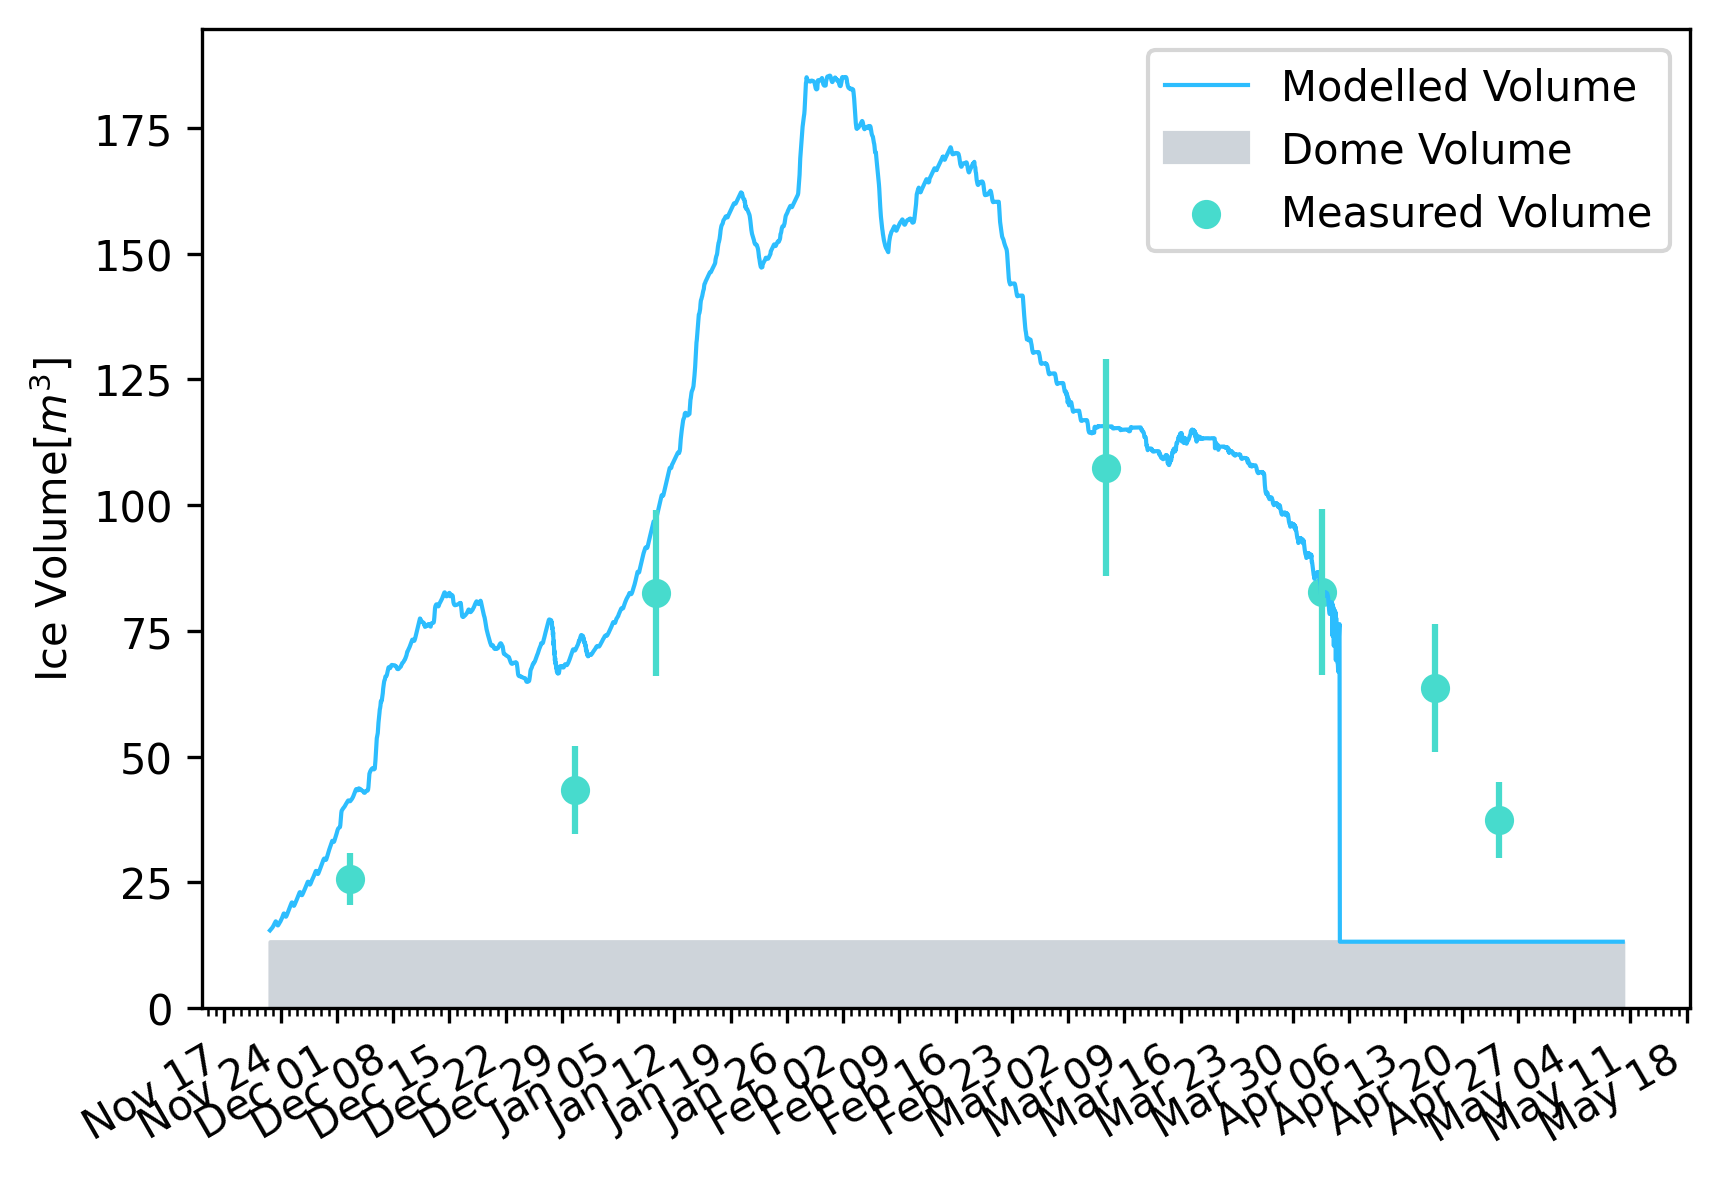 Modelled Volume
Dome Volume
Measured Volume
Ice Volume[m³]
175
150
125
100
75
50
25
0
Nov 17
Nov 24
Dec 01
Dec 08
Dec 15
Dec 22
Dec 29
Jan 05
Jan 12
Jan 19
Jan 26
Feb 02
Feb 09
Feb 16
Feb 23
Mar 02
Mar 09
Mar 16
Mar 23
Mar 30
Apr 06
Apr 13
Apr 20
Apr 27
May 04
May 11
May 18